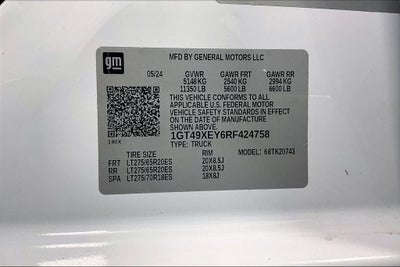 gm
MFD BY GENERAL MOTORS LLC
05/24 GVWR GAWR FRT GAWR RR
5148 KG 2540 KG 2994 KG
11350 LB 5600 LB 6600 LB
THIS VEHICLE CONFORMS TO ALL
APPLICABLE U.S. FEDERAL MOTOR
VEHICLE SAFETY STANDARDS IN EFFECT
ON THE DATE OF MANUFACTURE
SHOWN ABOVE.
1GT49XEY6RF424758
TYPE: TRUCK
TIRE SIZE RIM MODEL: 68TK20743
FRT LT275/65R20ES 20X8.5J
RR LT275/65R20ES 20X8.5J
SPA LT275/70R18ES 18X8J